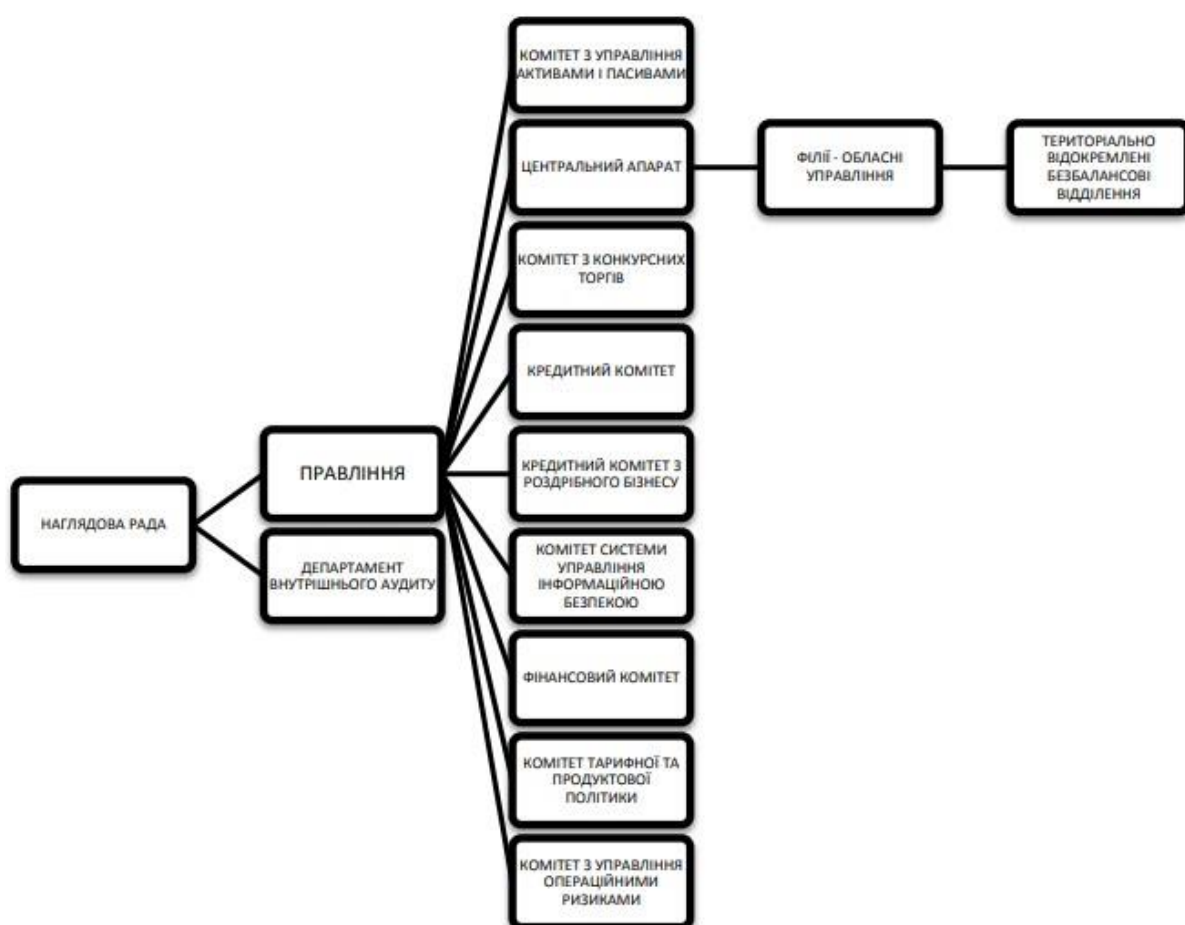 НАГЛЯДОВА РАДА
ПРАВЛІННЯ
ДЕПАРТАМЕНТ
ВНУТРІШНЬОГО АУДИТУ
КОМІТЕТ З УПРАВЛІННЯ
АКТИВАМИ І ПАСИВАМИ
ЦЕНТРАЛЬНИЙ АПАРАТ
ФІЛІЇ - ОБЛАСНІ
УПРАВЛІННЯ
ТЕРИТОРІАЛЬНО
ВІДОКРЕМЛЕНІ
БЕЗБАЛАНСОВІ
ВІДДІЛЕННЯ
КОМІТЕТ З КОНКУРСНИХ
ТОРГІВ
КРЕДИТНИЙ КОМІТЕТ
КРЕДИТНИЙ КОМІТЕТ З
РОЗДРІБНОГО БІЗНЕСУ
КОМІТЕТ СИСТЕМИ
УПРАВЛІННЯ
ІНФОРМАЦІЙНОЮ
БЕЗПЕКОЮ
ФІНАНСОВИЙ КОМІТЕТ
КОМІТЕТ ТАРИФНОЇ ТА
ПРОДУКТОВОЇ
ПОЛІТИКИ
КОМІТЕТ З УПРАВЛІННЯ
ОПЕРАЦІЙНИМИ
РИЗИКАМИ